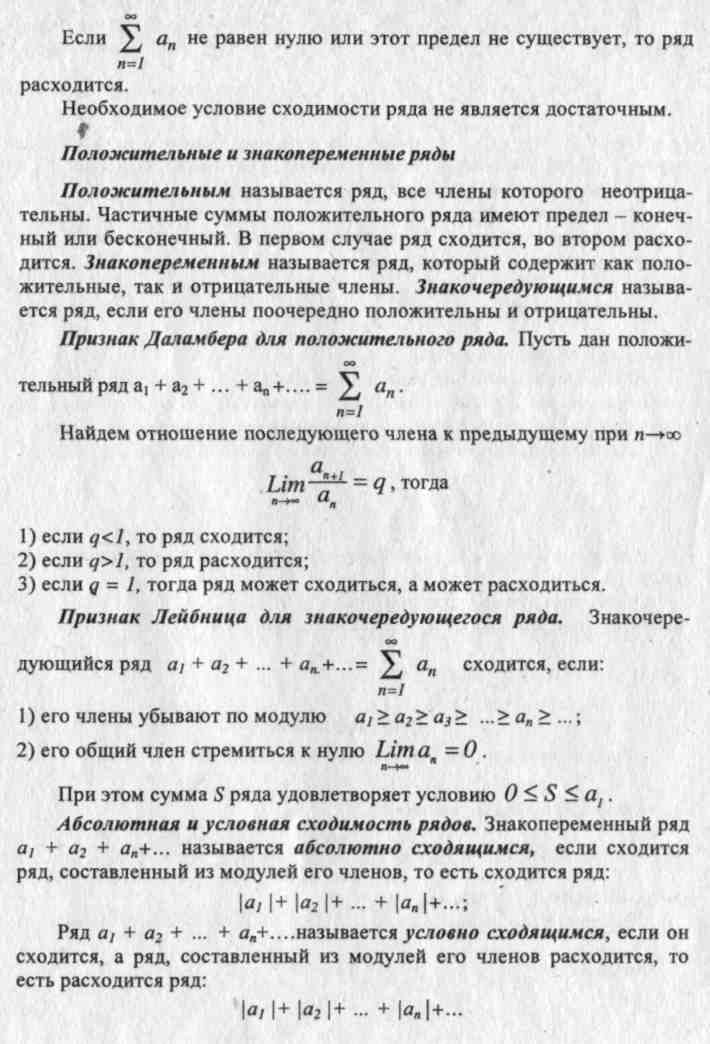 Если ∑ aₙ не равен нулю или этот предел не существует, то ряд
∞
n=1
расходится.
Необходимое условие сходимости ряда не является достаточным.
Положительные и знакопеременные ряды
Положительным называется ряд, все члены которого неотрица-
тельны. Частичные суммы положительного ряда имеют предел – конеч-
ный или бесконечный. В первом случае ряд сходится, во втором расхо-
дится. Знакопеременным называется ряд, который содержит как поло-
жительные, так и отрицательные члены. Знакочередующимся называ-
ется ряд, если его члены поочередно положительны и отрицательны.
Признак Даламбера для положительного ряда. Пусть дан положи-
∞
тельный ряд a₁ + a₂ + ... + aₙ +.... = ∑ aₙ .
n=1
Найдем отношение последующего члена к предыдущему при n→∞
aₙ₊₁
Lim —— = q , тогда
n→∞ aₙ
1) если q<1, то ряд сходится;
2) если q>1, то ряд расходится;
3) если q = 1, тогда ряд может сходиться, а может расходиться.
Признак Лейбница для знакочередующегося ряда. Знакочере-
∞
дующийся ряд a₁ + a₂ + ... + aₙ.+...= ∑ aₙ сходится, если:
n=1
1) его члены убывают по модулю a₁ ≥ a₂ ≥ a₃ ≥ ...≥ aₙ ≥ ... ;
2) его общий член стремиться к нулю Lim aₙ = 0 .
n→∞
При этом сумма S ряда удовлетворяет условию 0 ≤ S ≤ a₁ .
Абсолютная и условная сходимость рядов. Знакопеременный ряд
a₁ + a₂ + aₙ+... называется абсолютно сходящимся, если сходится
ряд, составленный из модулей его членов, то есть сходится ряд:
|a₁ |+ |a₂ |+ ... + |aₙ |+...;
Ряд a₁ + a₂ + ... + aₙ+....называется условно сходящимся, если он
сходится, а ряд, составленный из модулей его членов расходится, то
есть расходится ряд:
|a₁ |+ |a₂ |+ ... + |aₙ |+...